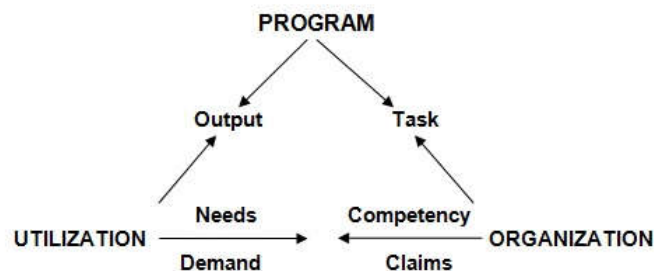 PROGRAM
Output Task
Needs Competency
UTILIZATION ORGANIZATION
Demand Claims